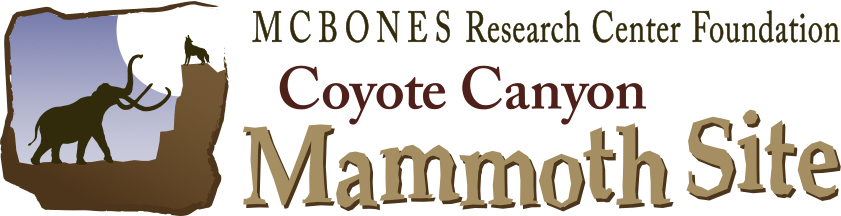 MCBONES Research Center Foundation
Coyote Canyon
Mammoth Site